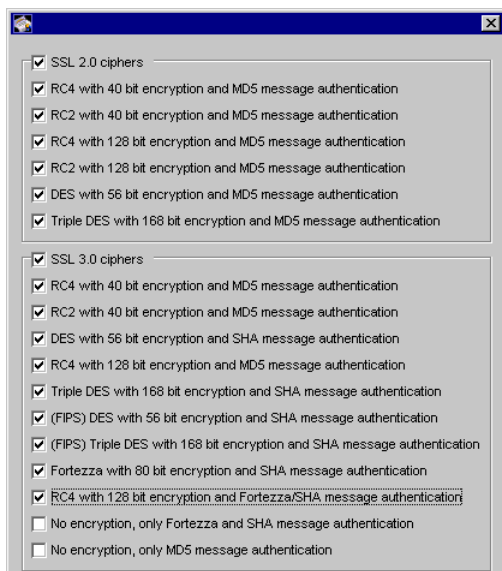 SSL 2.0 ciphers
RC4 with 40 bit encryption and MD5 message authentication
RC2 with 40 bit encryption and MD5 message authentication
RC4 with 128 bit encryption and MD5 message authentication
RC2 with 128 bit encryption and MD5 message authentication
DES with 56 bit encryption and MD5 message authentication
Triple DES with 168 bit encryption and MD5 message authentication
SSL 3.0 ciphers
RC4 with 40 bit encryption and MD5 message authentication
RC2 with 40 bit encryption and MD5 message authentication
DES with 56 bit encryption and SHA message authentication
RC4 with 128 bit encryption and MD5 message authentication
Triple DES with 168 bit encryption and SHA message authentication
(FIPS) DES with 56 bit encryption and SHA message authentication
(FIPS) Triple DES with 168 bit encryption and SHA message authentication
Fortezza with 80 bit encryption and SHA message authentication
RC4 with 128 bit encryption and Fortezza/SHA message authentication
No encryption, only Fortezza and SHA message authentication
No encryption, only MD5 message authentication